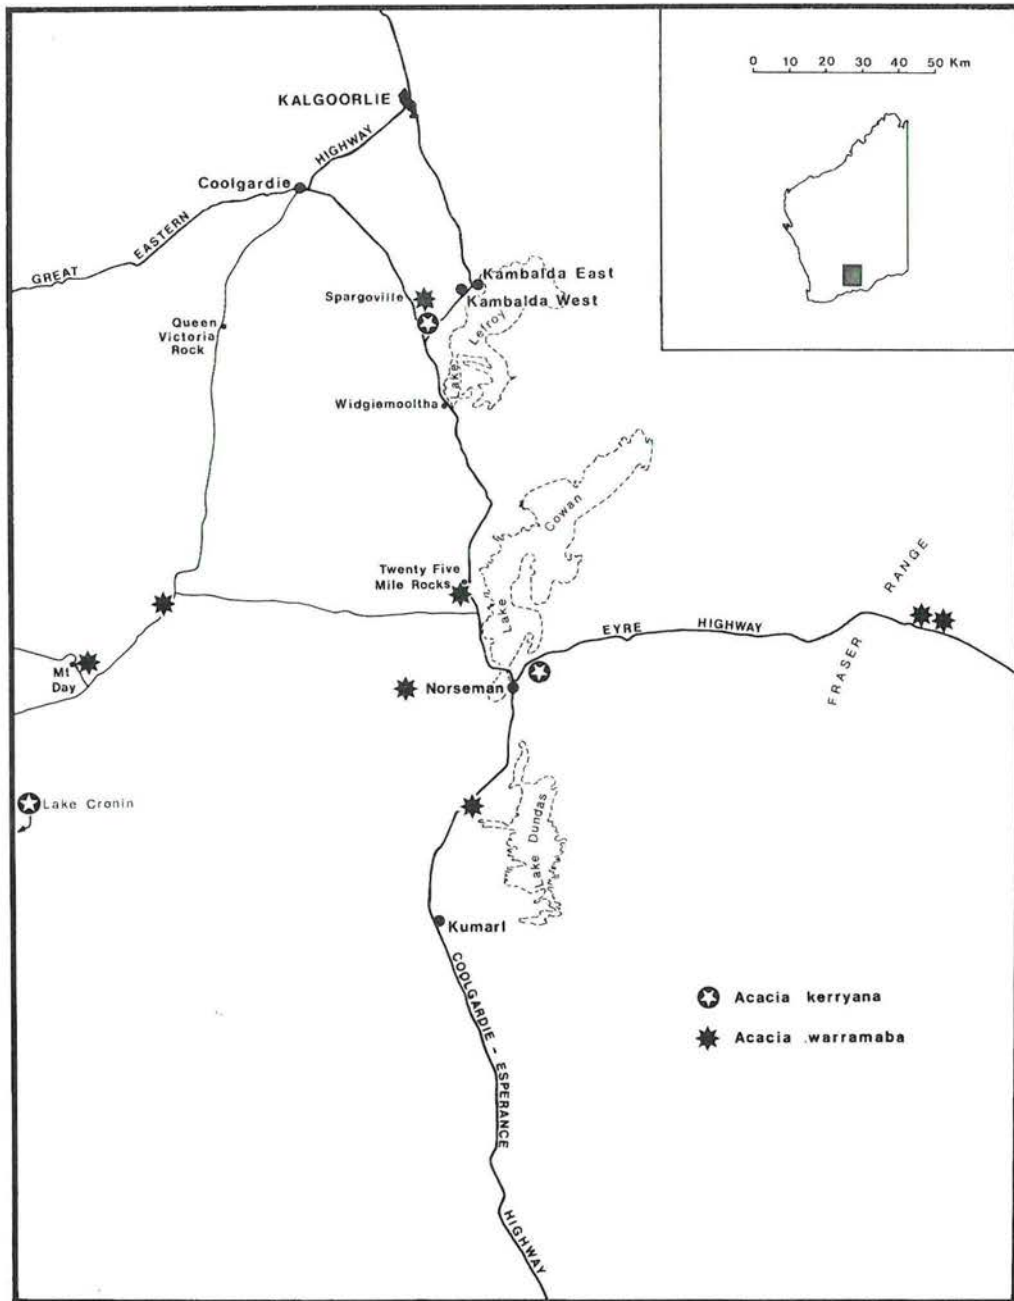 0 10 20 30 40 50 Km
KALGOORLIE
HIGHWAY
Coolgardie
EASTERN
GREAT
Kambalda East
Spargoville
Kambalda West
Queen
Victoria
Rock
Lefroy
Lake
Widgiemooltha
Cowan
Twenty Five
Mile Rocks
RANGE
Lake
EYRE HIGHWAY
Mt
Day
Norseman
FRASER
Lake Cronin
Lake Dundas
Kumarl
COOLGARDIE - ESPERANCE
HIGHWAY
Acacia kerryana
Acacia .warramaba